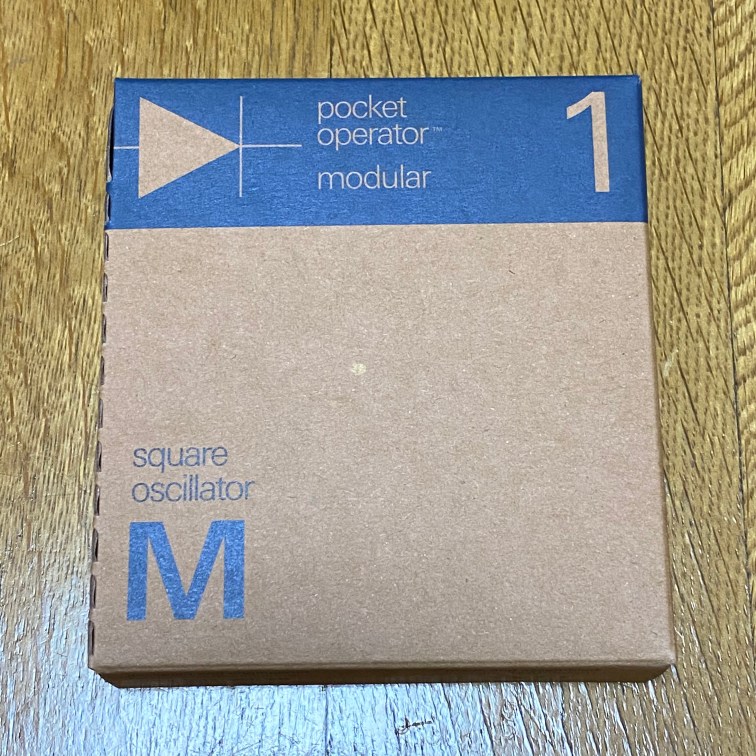 pocket
operator™
modular
1
square
oscillator
M